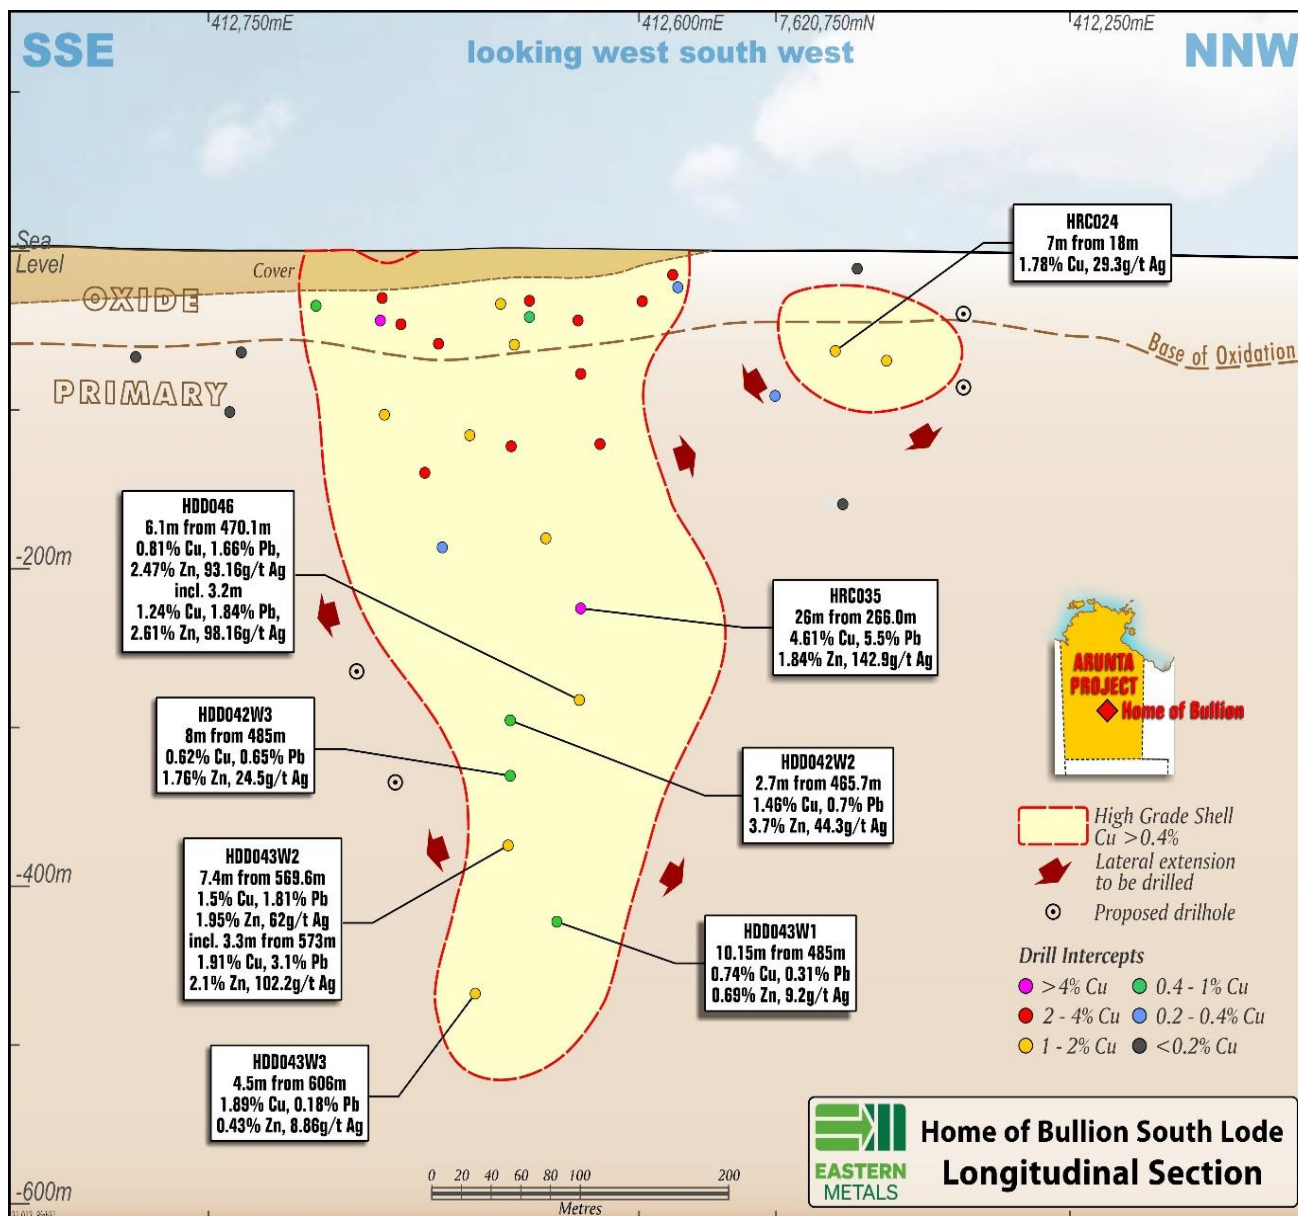 412,750mE
412,600mE
7,620,750mN
412,250mE
SSE
looking west south west
NNW
Sea
Level
Cover
OXIDE
PRIMARY
Base of Oxidation
HRC024
7m from 18m
1.78% Cu, 29.3g/t Ag
HDD046
6.1m from 470.1m
0.81% Cu, 1.66% Pb,
2.47% Zn, 93.16g/t Ag
incl. 3.2m
1.24% Cu, 1.84% Pb,
2.61% Zn, 98.16g/t Ag
-200m
HRC035
26m from 266.0m
4.61% Cu, 5.5% Pb
1.84% Zn, 142.9g/t Ag
ARUNTA
PROJECT
Home of Bullion
HDD042W3
8m from 485m
0.62% Cu, 0.65% Pb
1.76% Zn, 24.5g/t Ag
HDD042W2
2.7m from 465.7m
1.46% Cu, 0.7% Pb
3.7% Zn, 44.3g/t Ag
HDD043W2
7.4m from 569.6m
1.5% Cu, 1.81% Pb
1.95% Zn, 62g/t Ag
incl. 3.3m from 573m
1.91% Cu, 3.1% Pb
2.1% Zn, 102.2g/t Ag
-400m
HDD043W1
10.15m from 485m
0.74% Cu, 0.31% Pb
0.69% Zn, 9.2g/t Ag
HDD043W3
4.5m from 606m
1.89% Cu, 0.18% Pb
0.43% Zn, 8.86g/t Ag
High Grade Shell
Cu >0.4%
Lateral extension
to be drilled
Proposed drilhole
Drill Intercepts
>4% Cu
0.4 - 1% Cu
2 - 4% Cu
0.2 - 0.4% Cu
1 - 2% Cu
<0.2% Cu
-600m
0 20 40 60 80 100 200
Metres
EASTERN
METALS
Home of Bullion South Lode
Longitudinal Section